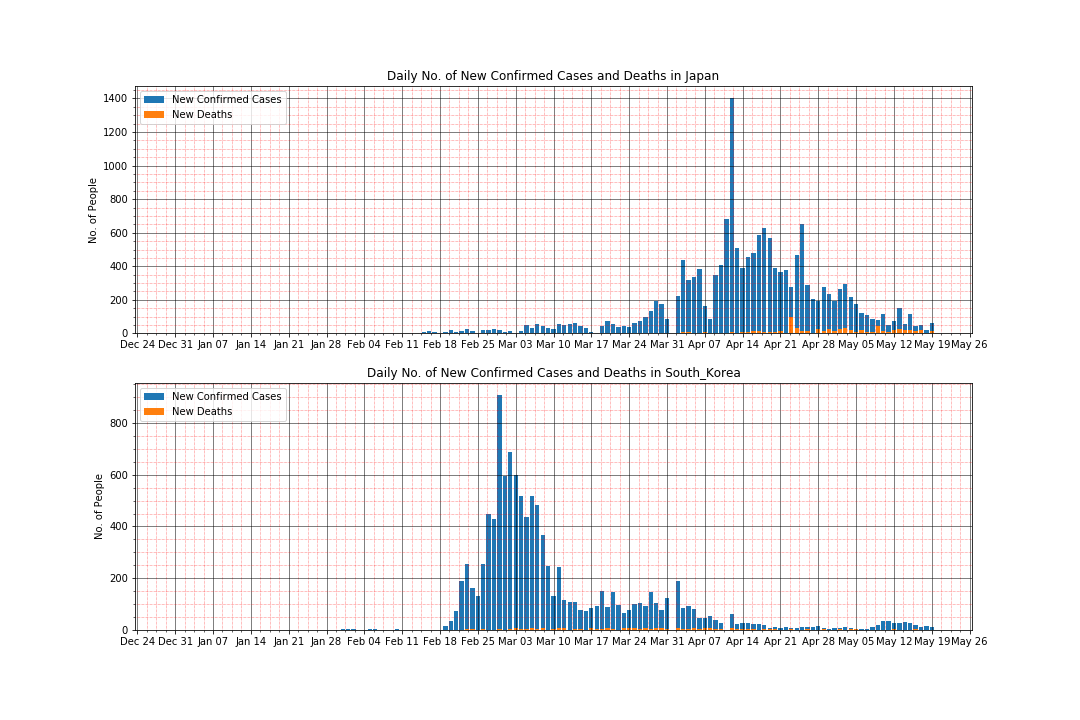 Daily No. of New Confirmed Cases and Deaths in Japan
New Confirmed Cases
New Deaths
No. of People
1400
1200
1000
800
600
400
200
0
Dec 24 Dec 31 Jan 07 Jan 14 Jan 21 Jan 28 Feb 04 Feb 11 Feb 18 Feb 25 Mar 03 Mar 10 Mar 17 Mar 24 Mar 31 Apr 07 Apr 14 Apr 21 Apr 28 May 05 May 12 May 19 May 26
Daily No. of New Confirmed Cases and Deaths in South_Korea
New Confirmed Cases
New Deaths
No. of People
800
600
400
200
0
Dec 24 Dec 31 Jan 07 Jan 14 Jan 21 Jan 28 Feb 04 Feb 11 Feb 18 Feb 25 Mar 03 Mar 10 Mar 17 Mar 24 Mar 31 Apr 07 Apr 14 Apr 21 Apr 28 May 05 May 12 May 19 May 26